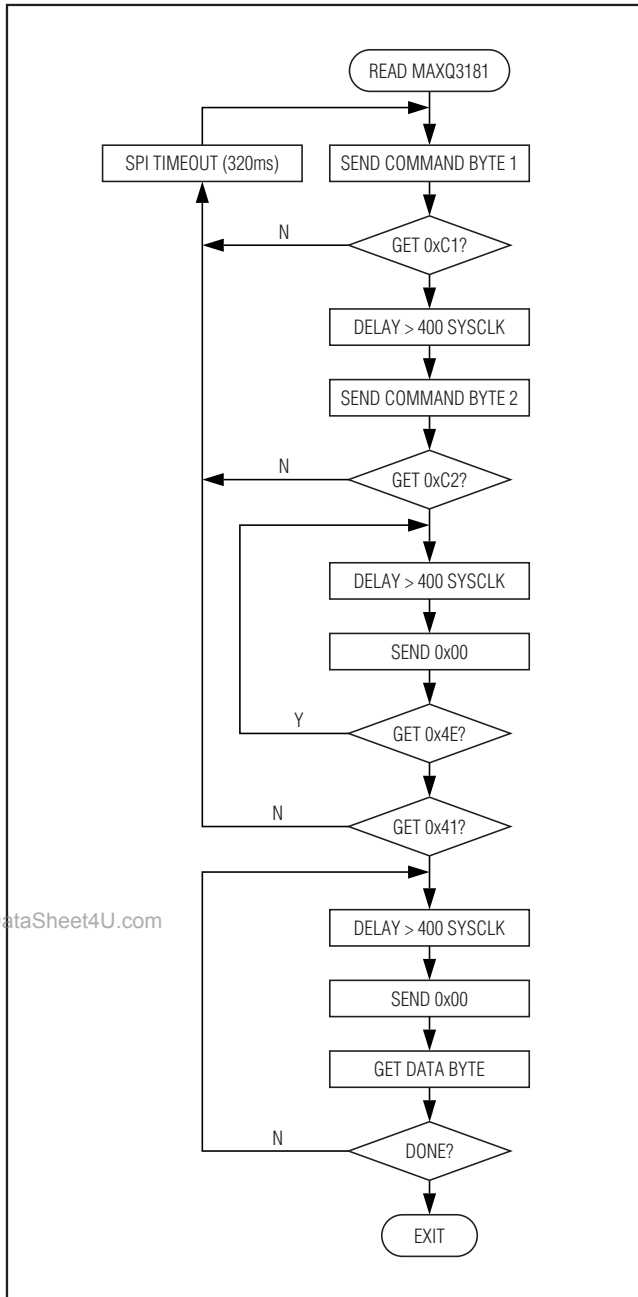 READ MAXQ3181
SPI TIMEOUT (320ms)
SEND COMMAND BYTE 1
N
GET 0xC1?
DELAY > 400 SYSCLK
SEND COMMAND BYTE 2
N
GET 0xC2?
DELAY > 400 SYSCLK
SEND 0x00
Y
GET 0x4E?
N
GET 0x41?
ataSheet4U.com
DELAY > 400 SYSCLK
SEND 0x00
GET DATA BYTE
N
DONE?
EXIT